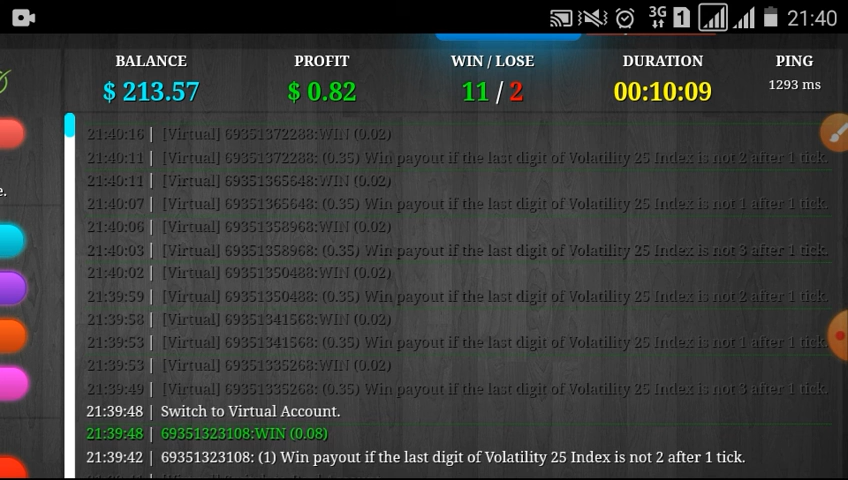 3G 1 21:40
BALANCE PROFIT WIN / LOSE DURATION PING
$ 213.57 $ 0.82 11 / 2 00:10:09 1293 ms
21:40:16 | [Virtual] 69351372288:WIN (0.02)
21:40:11 | [Virtual] 69351372288: (0.35) Win payout if the last digit of Volatility 25 Index is not 2 after 1 tick.
21:40:11 | [Virtual] 69351365648:WIN (0.02)
21:40:07 | [Virtual] 69351365648: (0.35) Win payout if the last digit of Volatility 25 Index is not 1 after 1 tick.
e.
21:40:06 | [Virtual] 69351358968:WIN (0.02)
21:40:03 | [Virtual] 69351358968: (0.35) Win payout if the last digit of Volatility 25 Index is not 3 after 1 tick.
21:40:02 | [Virtual] 69351350488:WIN (0.02)
21:39:59 | [Virtual] 69351350488: (0.35) Win payout if the last digit of Volatility 25 Index is not 2 after 1 tick.
21:39:58 | [Virtual] 69351341568:WIN (0.02)
21:39:53 | [Virtual] 69351341568: (0.35) Win payout if the last digit of Volatility 25 Index is not 1 after 1 tick.
21:39:53 | [Virtual] 69351335268:WIN (0.02)
21:39:49 | [Virtual] 69351335268: (0.35) Win payout if the last digit of Volatility 25 Index is not 3 after 1 tick.
21:39:48 | Switch to Virtual Account.
21:39:48 | 69351323108:WIN (0.08)
21:39:42 | 69351323108: (1) Win payout if the last digit of Volatility 25 Index is not 2 after 1 tick.